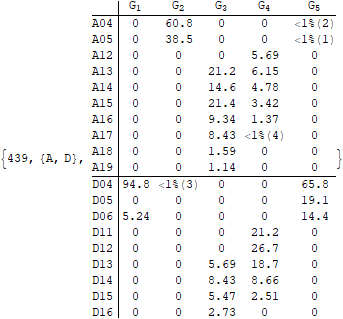 G1 G2 G3 G4 G5
A04 0 60.8 0 0 <1%(2)
A05 0 38.5 0 0 <1%(1)
A12 0 0 0 5.69 0
A13 0 0 21.2 6.15 0
A14 0 0 14.6 4.78 0
A15 0 0 21.4 3.42 0
A16 0 0 9.34 1.37 0
A17 0 0 8.43 <1%(4) 0
A18 0 0 1.59 0 0
{439, {A, D}, A19 0 0 1.14 0 0 }
D04 94.8 <1%(3) 0 0 65.8
D05 0 0 0 0 19.1
D06 5.24 0 0 0 14.4
D11 0 0 0 21.2 0
D12 0 0 0 26.7 0
D13 0 0 5.69 18.7 0
D14 0 0 8.43 8.66 0
D15 0 0 5.47 2.51 0
D16 0 0 2.73 0 0